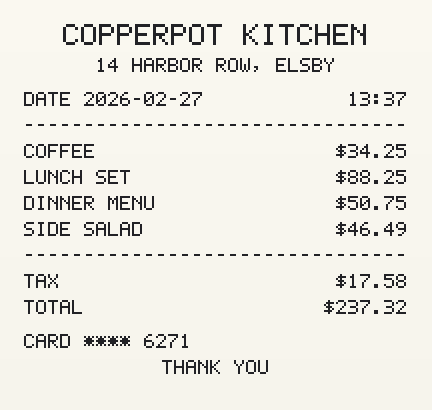 COPPERPOT KITCHEN
14 HARBOR ROW, ELSBY
DATE 2026-02-27 13:37
--------------------------------
COFFEE $34.25
LUNCH SET $88.25
DINNER MENU $50.75
SIDE SALAD $46.49
--------------------------------
TAX $17.58
TOTAL $237.32
CARD **** 6271
THANK YOU